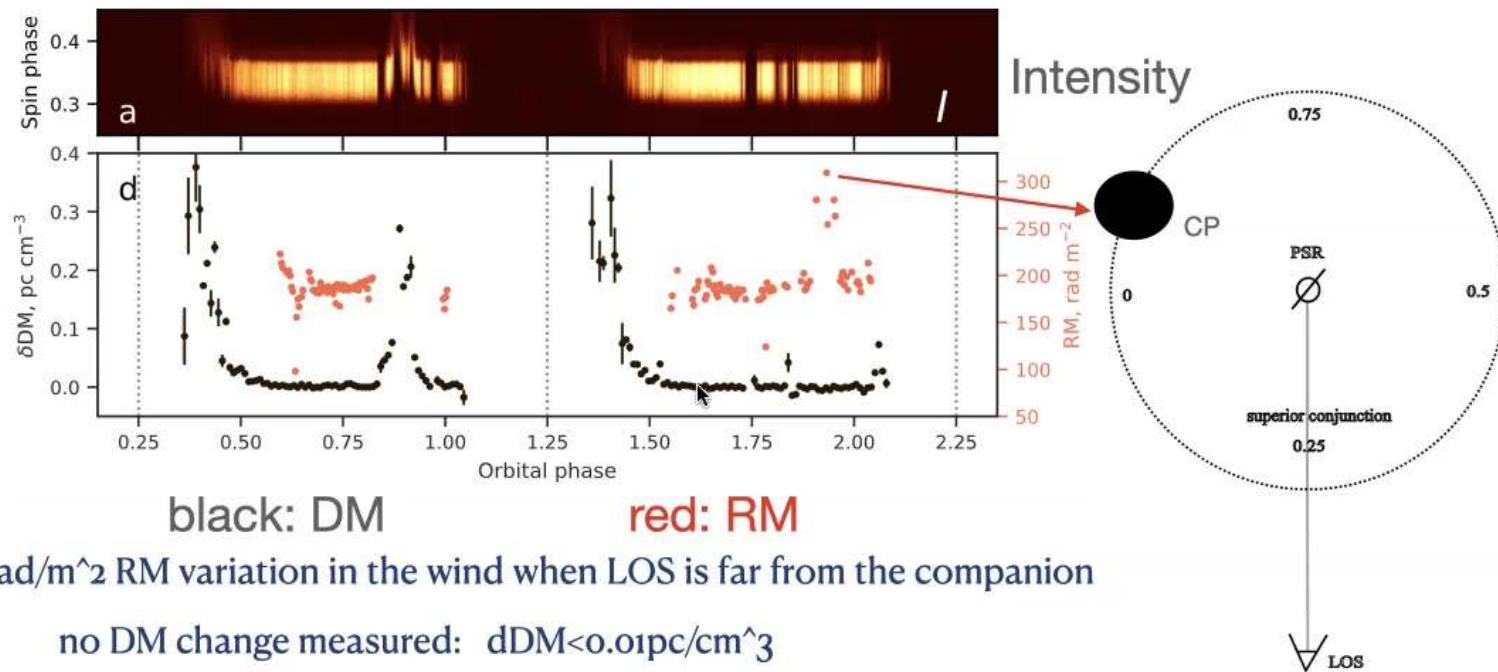 Spin phase
0.4
0.3
a
I
Intensity
d
δDM, pc cm⁻³
0.4
0.3
0.2
0.1
0.0
300
250
200
150
100
50
RM, rad m⁻²
0.25
0.50
0.75
1.00
1.25
1.50
1.75
2.00
2.25
Orbital phase
0.75
CP
PSR
0
0.5
superior conjunction
0.25
LOS
black: DM
red: RM
ad/m^2 RM variation in the wind when LOS is far from the companion
no DM change measured: dDM<0.01pc/cm^3